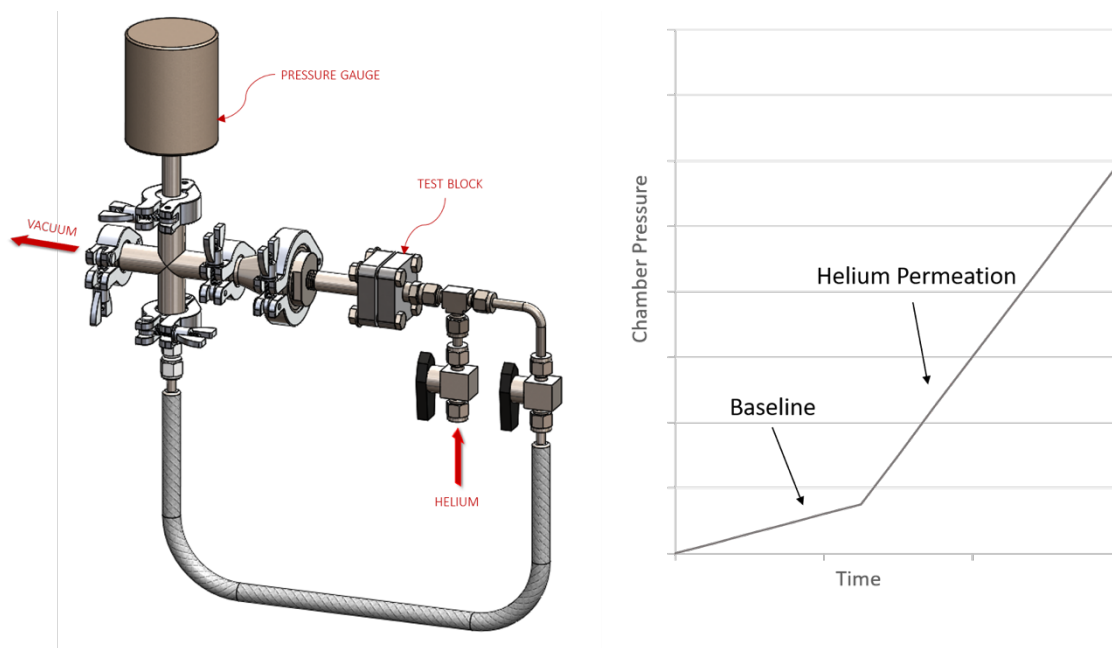 PRESSURE GAUGE
TEST BLOCK
VACUUM
HELIUM
Chamber Pressure
Helium Permeation
Baseline
Time